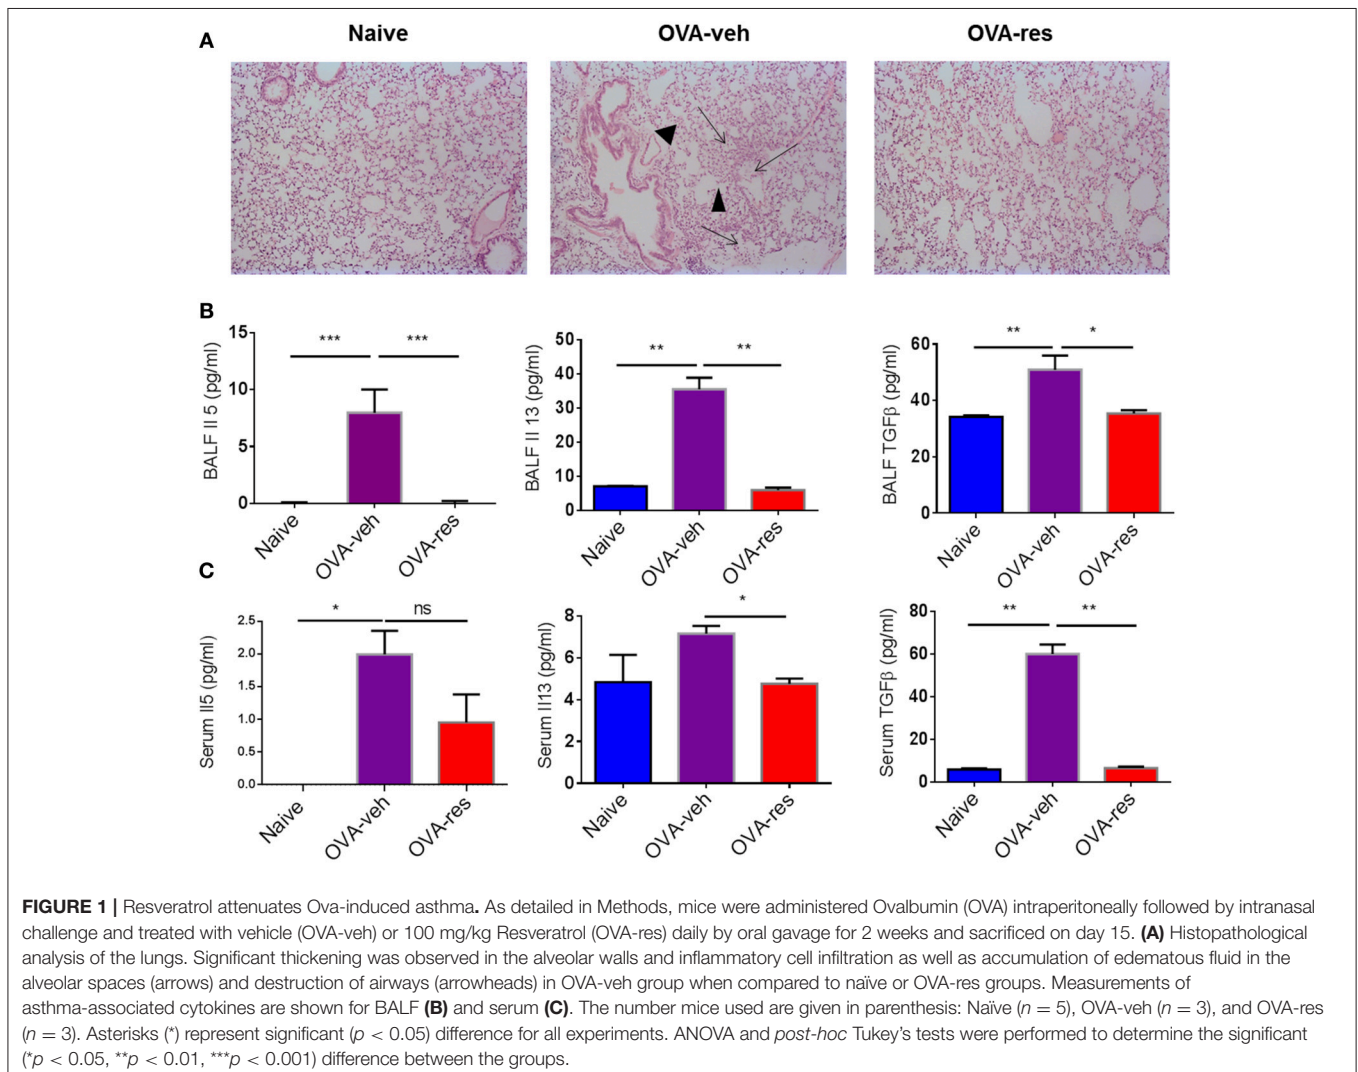 A
Naive
OVA-veh
OVA-res
B
15
10
5
0
BALF Il 5 (pg/ml)
***
***
Naive
OVA-veh
OVA-res
50
40
30
20
10
0
BALF Il 13 (pg/ml)
**
**
Naive
OVA-veh
OVA-res
60
40
20
0
BALF TGFβ (pg/ml)
**
*
Naive
OVA-veh
OVA-res
C
2.5
2.0
1.5
1.0
0.5
0.0
Serum Il5 (pg/ml)
*
ns
Naive
OVA-veh
OVA-res
8
6
4
2
0
Serum Il13 (pg/ml)
*
Naive
OVA-veh
OVA-res
80
60
40
20
0
Serum TGFβ (pg/ml)
**
**
Naive
OVA-veh
OVA-res
FIGURE 1 | Resveratrol attenuates Ova-induced asthma. As detailed in Methods, mice were administered Ovalbumin (OVA) intraperitoneally followed by intranasal
challenge and treated with vehicle (OVA-veh) or 100 mg/kg Resveratrol (OVA-res) daily by oral gavage for 2 weeks and sacrificed on day 15. (A) Histopathological
analysis of the lungs. Significant thickening was observed in the alveolar walls and inflammatory cell infiltration as well as accumulation of edematous fluid in the
alveolar spaces (arrows) and destruction of airways (arrowheads) in OVA-veh group when compared to naïve or OVA-res groups. Measurements of
asthma-associated cytokines are shown for BALF (B) and serum (C). The number mice used are given in parenthesis: Naïve (n = 5), OVA-veh (n = 3), and OVA-res
(n = 3). Asterisks (*) represent significant (p < 0.05) difference for all experiments. ANOVA and post-hoc Tukey's tests were performed to determine the significant
(*p < 0.05, **p < 0.01, ***p < 0.001) difference between the groups.